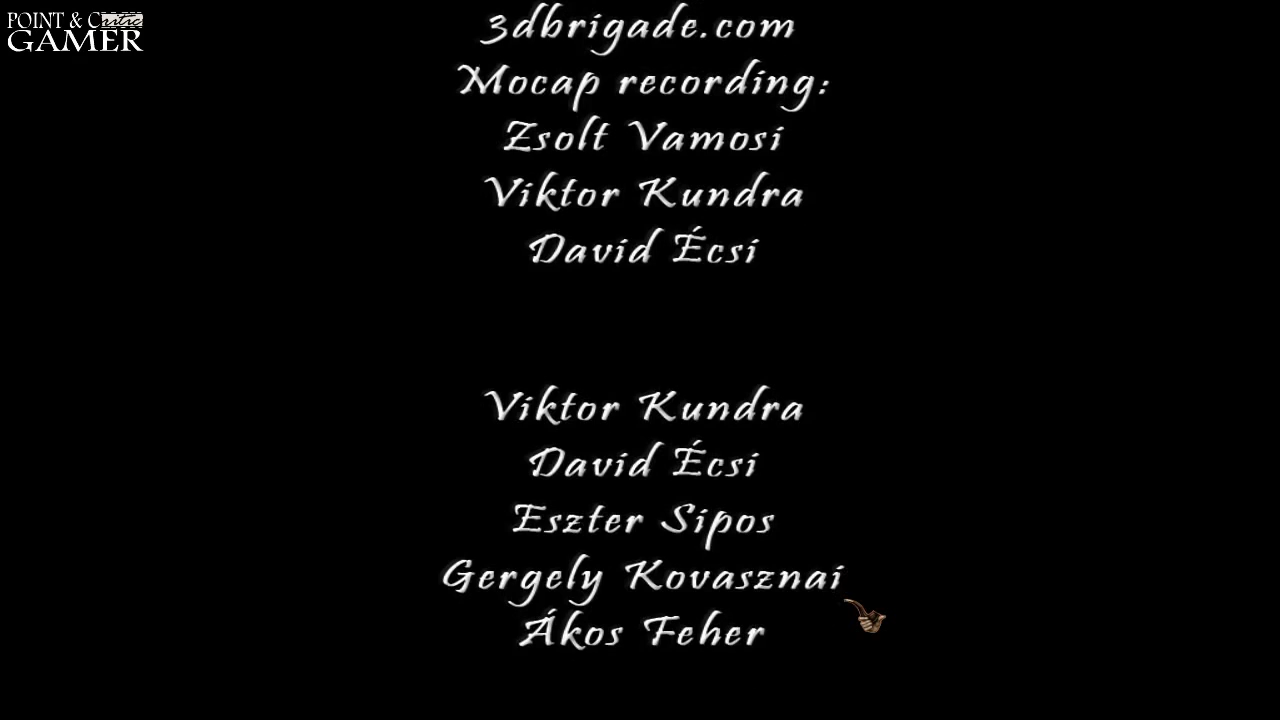 POINT & Critic
GAMER
3dbrigade.com
Mocap recording:
Zsolt Vamosi
Viktor Kundra
David Écsi
Viktor Kundra
David Écsi
Eszter Sipos
Gergely Kovasznai
Ákos Feher